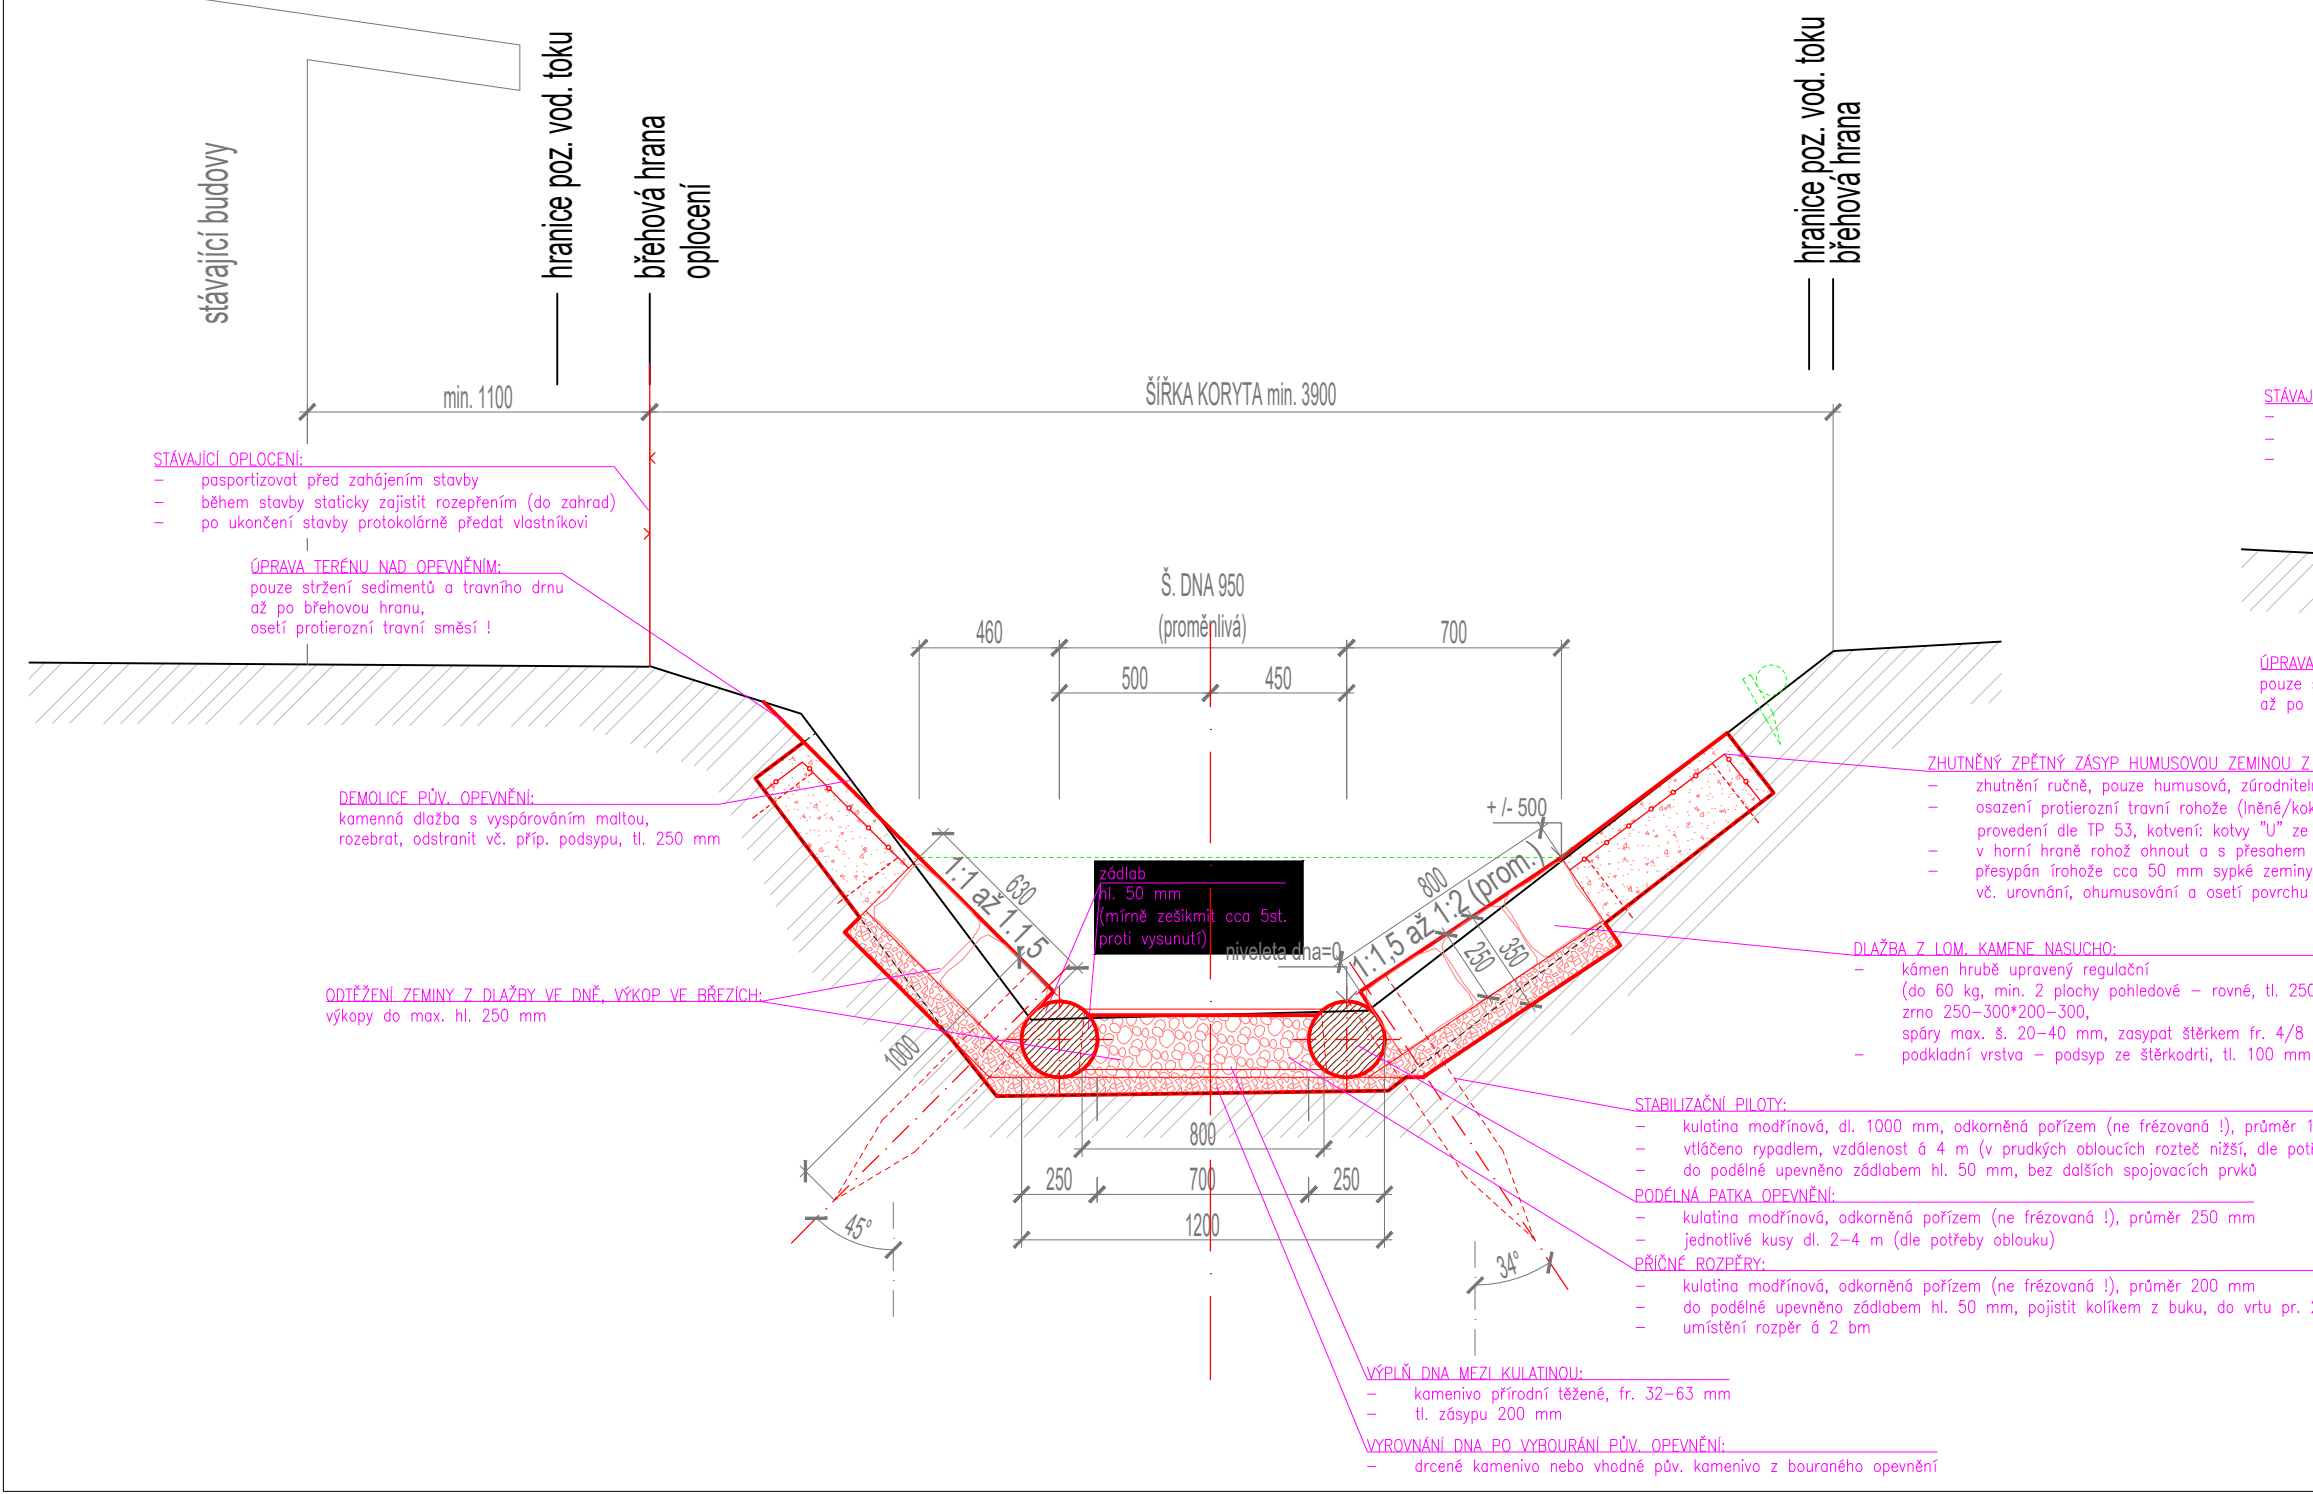 stávající budovy
hranice poz. vod. toku
břehová hrana
oplocení
hranice poz. vod. toku
břehová hrana
min. 1100
ŠÍŘKA KORYTA min. 3900
STÁVAJÍCÍ OPLOCENÍ:
- pasportizovat před zahájením stavby
- během stavby staticky zajistit rozepřením (do zahrad)
- po ukončení stavby protokolárně předat vlastníkovi
STÁVAJ
-
-
-
ÚPRAVA TERÉNU NAD OPEVNĚNÍM:
pouze stržení sedimentů a travního drnu
až po břehovou hranu,
osetí protierozní travní směsí !
Š. DNA 950
(proměnlivá)
460
700
500
450
ÚPRAVA
pouze
až po
DEMOLICE PŮV. OPEVNĚNÍ:
kamenná dlažba s vyspárováním maltou,
rozebrat, odstranit vč. příp. podsypu, tl. 250 mm
ZHUTNĚNÝ ZPĚTNÝ ZÁSYP HUMUSOVOU ZEMINOU Z
- zhutnění ručně, pouze humusová, zúrodniteln
- osazení protierozní travní rohože (lněné/kok
provedení dle TP 53, kotvení: kotvy "U" ze
- v horní hraně rohož ohnout a s přesahem
- přesypán írohože cca 50 mm sypké zeminy
vč. urovnání, ohumusování a osetí povrchu
+ /- 500
1:1 až 1:1,5
630
zádlab
hl. 50 mm
(mírně zešikmit cca 5st.
proti vysunutí)
niveleta dna=0
800
1:1,5 až 1:2 (prom.)
250
350
DLAŽBA Z LOM. KAMENE NASUCHO:
- kámen hrubě upravený regulační
(do 60 kg, min. 2 plochy pohledové – rovné, tl. 250
zrno 250–300*200–300,
spáry max. š. 20–40 mm, zasypat štěrkem fr. 4/8
- podkladní vrstva – podsyp ze štěrkodrti, tl. 100 mm
ODTĚŽENÍ ZEMINY Z DLAŽBY VE DNĚ, VÝKOP VE BŘEZÍCH:
výkopy do max. hl. 250 mm
1000
45°
800
250
700
250
1200
34°
STABILIZAČNÍ PILOTY:
- kulatina modřínová, dl. 1000 mm, odkorněná pořízem (ne frézovaná !), průměr 1
- vtláčeno rypadlem, vzdálenost á 4 m (v prudkých obloucích rozteč nižší, dle potř
- do podélné upevněno zádlabem hl. 50 mm, bez dalších spojovacích prvků
PODÉLNÁ PATKA OPEVNĚNÍ:
- kulatina modřínová, odkorněná pořízem (ne frézovaná !), průměr 250 mm
- jednotlivé kusy dl. 2–4 m (dle potřeby oblouku)
PŘÍČNÉ ROZPĚRY:
- kulatina modřínová, odkorněná pořízem (ne frézovaná !), průměr 200 mm
- do podélné upevněno zádlabem hl. 50 mm, pojistit kolíkem z buku, do vrtu pr.
- umístění rozpěr á 2 bm
VÝPLŇ DNA MEZI KULATINOU:
- kamenivo přírodní těžené, fr. 32–63 mm
- tl. zásypu 200 mm
VYROVNÁNÍ DNA PO VYBOURÁNÍ PŮV. OPEVNĚNÍ:
- drcené kamenivo nebo vhodné pův. kamenivo z bouraného opevnění